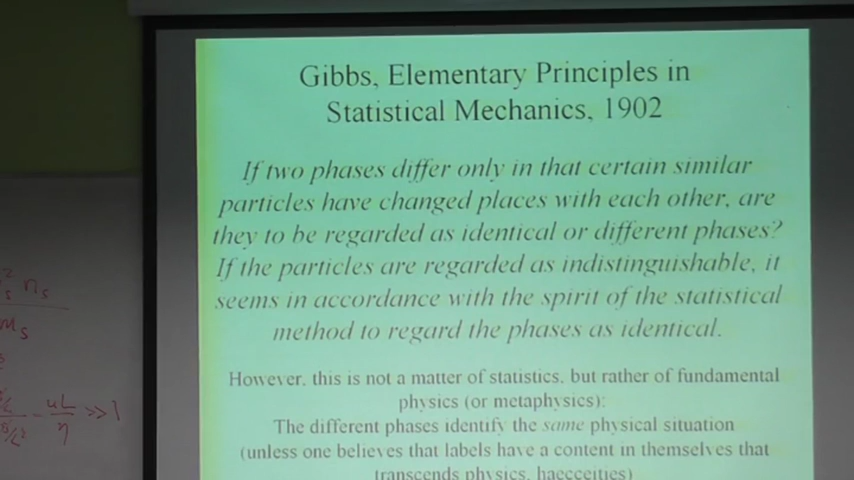 Gibbs, Elementary Principles in
Statistical Mechanics, 1902
If two phases differ only in that certain similar
particles have changed places with each other, are
they to be regarded as identical or different phases?
If the particles are regarded as indistinguishable, it
seems in accordance with the spirit of the statistical
method to regard the phases as identical.
However, this is not a matter of statistics, but rather of fundamental
physics (or metaphysics):
The different phases identify the same physical situation
(unless one believes that labels have a content in themselves that
transcends physics, haecceities)
uL
≫1
η